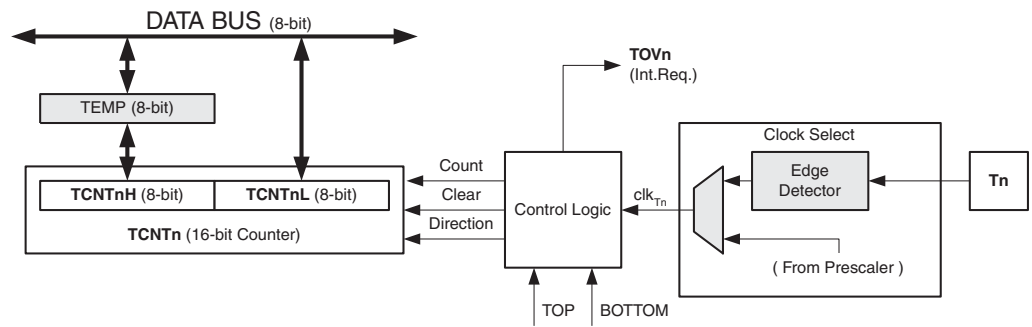 DATA BUS (8-bit)
TOVn
(Int.Req.)
TEMP (8-bit)
Clock Select
Count
Edge
Detector
Tn
TCNTnH (8-bit)
TCNTnL (8-bit)
Clear
Control Logic
clkTn
TCNTn (16-bit Counter)
Direction
( From Prescaler )
TOP
BOTTOM